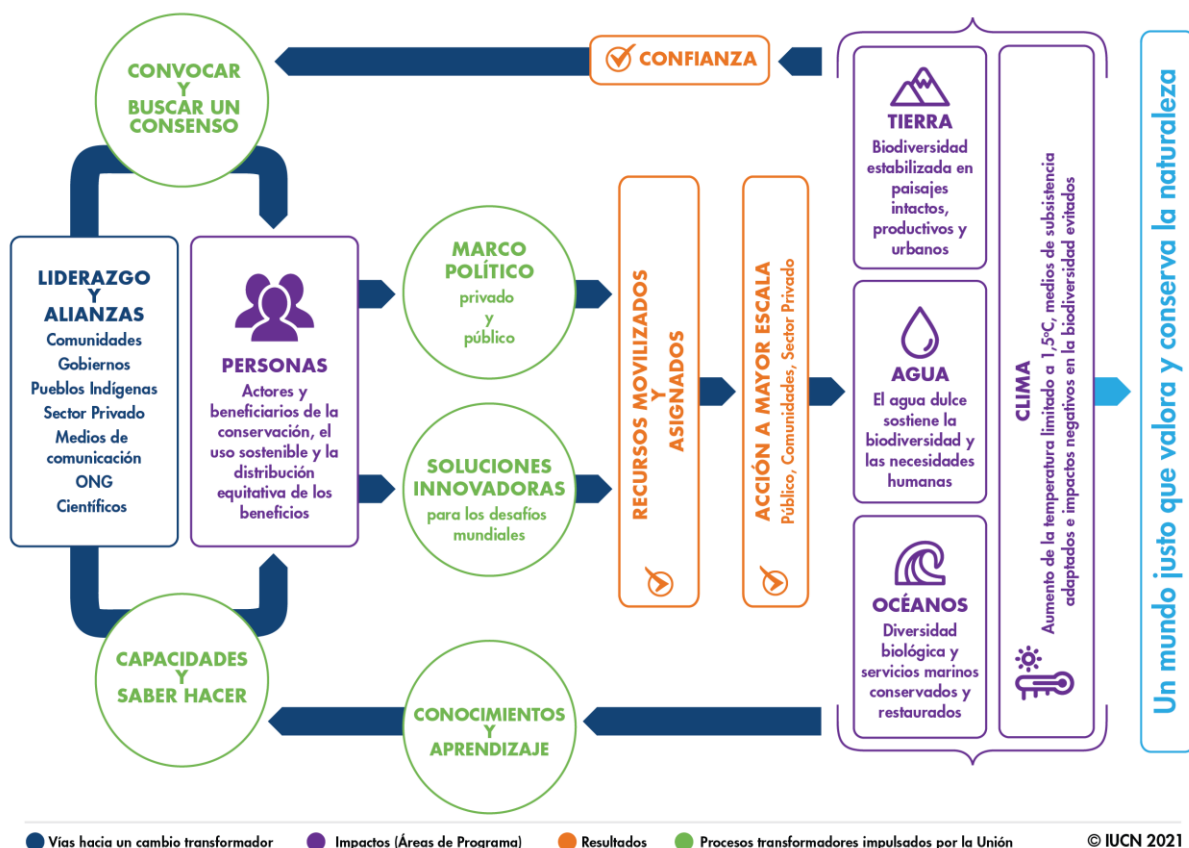 CONVOCAR
Y
BUSCAR UN
CONSENSO
CONFIANZA
LIDERAZGO
Y
ALIANZAS
Comunidades
Gobiernos
Pueblos Indígenas
Sector Privado
Medios de
comunicación
ONG
Científicos
PERSONAS
Actores y
beneficiarios de la
conservación, el
uso sostenible y la
distribución
equitativa de los
beneficios
CAPACIDADES
Y
SABER HACER
MARCO
POLÍTICO
privado
y
público
SOLUCIONES
INNOVADORAS
para los desafíos
mundiales
CONOCIMIENTOS
Y
APRENDIZAJE
RECURSOS MOVILIZADOS
Y
ASIGNADOS
ACCIÓN A MAYOR ESCALA
Público, Comunidades, Sector Privado
TIERRA
Biodiversidad
estabilizada en
paisajes
intactos,
productivos y
urbanos
AGUA
El agua dulce
sostiene la
biodiversidad y
las necesidades
humanas
OCÉANOS
Diversidad
biológica y
servicios marinos
conservados y
restaurados
CLIMA
Aumento de la temperatura limitado a 1,5ºC, medios de subsistencia
adaptados e impactos negativos en la biodiversidad evitados
Un mundo justo que valora y conserva la naturaleza
Vías hacia un cambio transformador
Impactos (Áreas de Programa)
Resultados
Procesos transformadores impulsados por la Unión
© IUCN 2021